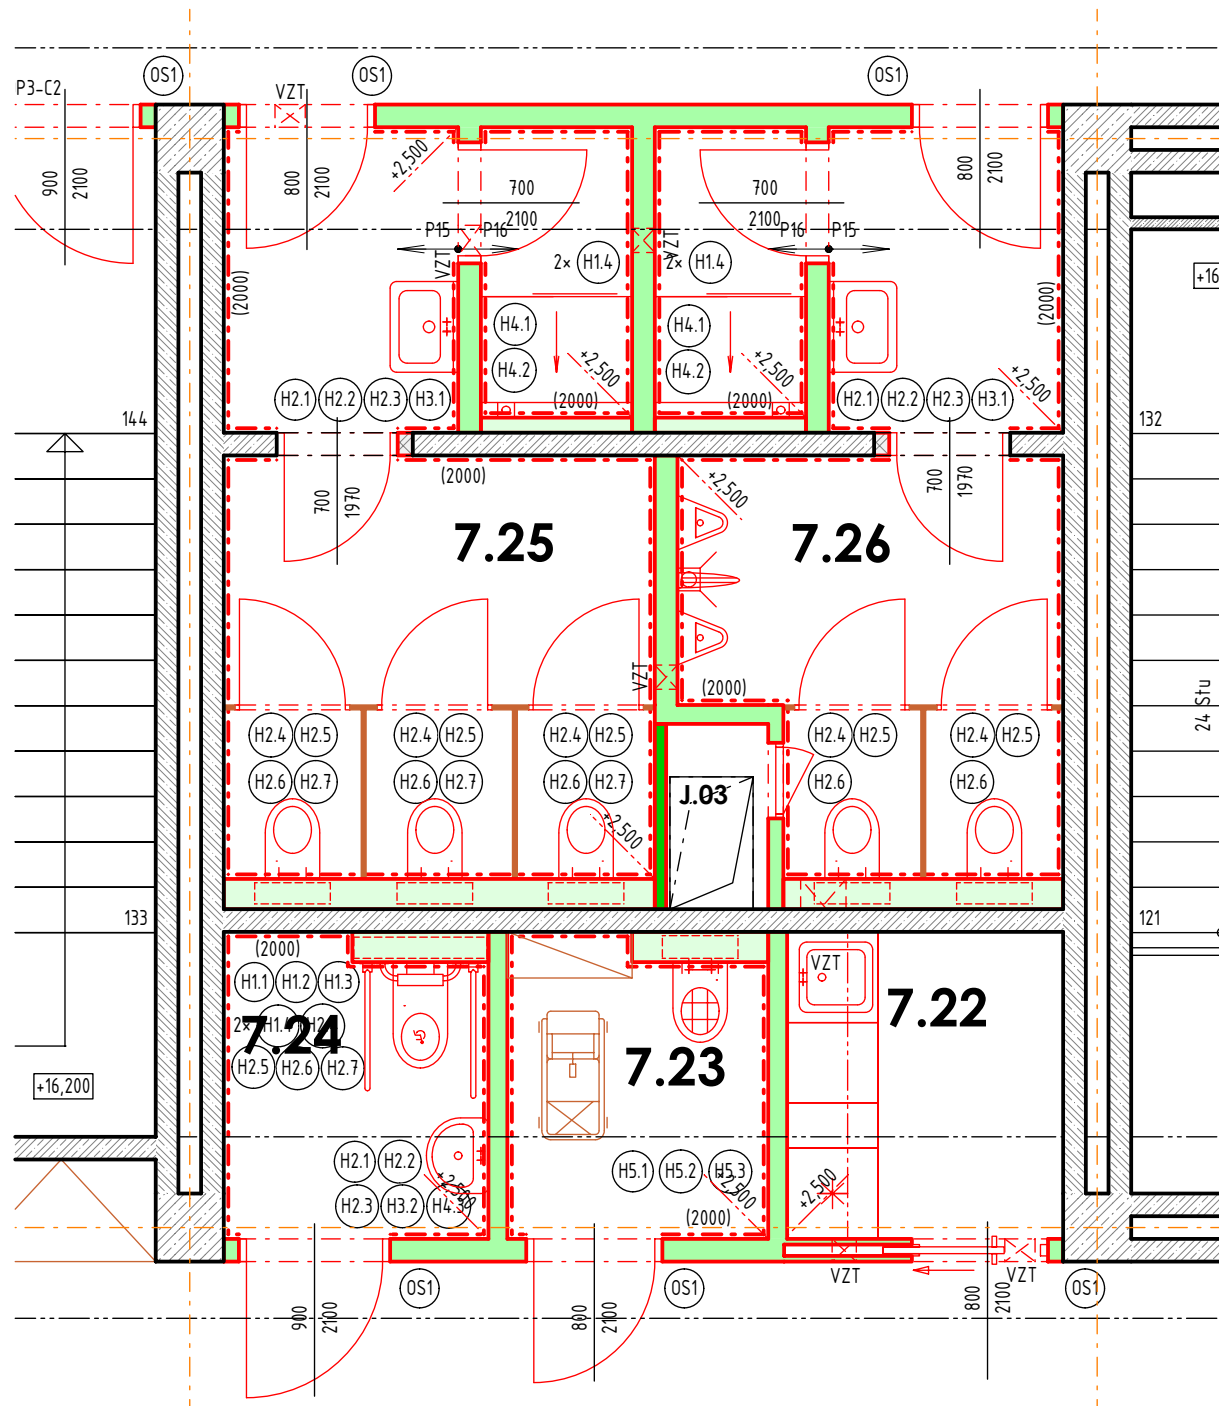 OS1 OS1 OS1
P3-C2 VZT
900 2100 800 2100 +2,500 800 2100
700 2100 700 2100
P15 P16 P16 P15
VZT VZT
2× H1.4 2× H1.4
(2000) (2000)
H4.1 H4.1
H4.2 H4.2
+2,500 +2,500 +2,500
(2000) (2000)
H2.1 H2.2 H2.3 H3.1 H2.1 H2.2 H2.3 H3.1
+16
144 132
(2000) +2,500
700 1970 700 1970
7.25 7.26
VZT (2000)
24 Stu
H2.4 H2.5 H2.4 H2.5 H2.4 H2.5 H2.4 H2.5 H2.4 H2.5
H2.6 H2.7 H2.6 H2.7 H2.6 H2.7 H2.6 H2.6
J.03
+2,500
133 121
(2000)
H1.1 H1.2 H1.3 VZT
2× H1.4
7.24 7.23 7.22
H2.5 H2.6 H2.7
+16,200
H2.1 H2.2 H5.1 H5.2 H5.3
H2.3 H3.2 H4.3
+2,500 +2,500 +2,500
(2000)
OS1 OS1 VZT VZT OS1
900 2100 800 2100 800 2100